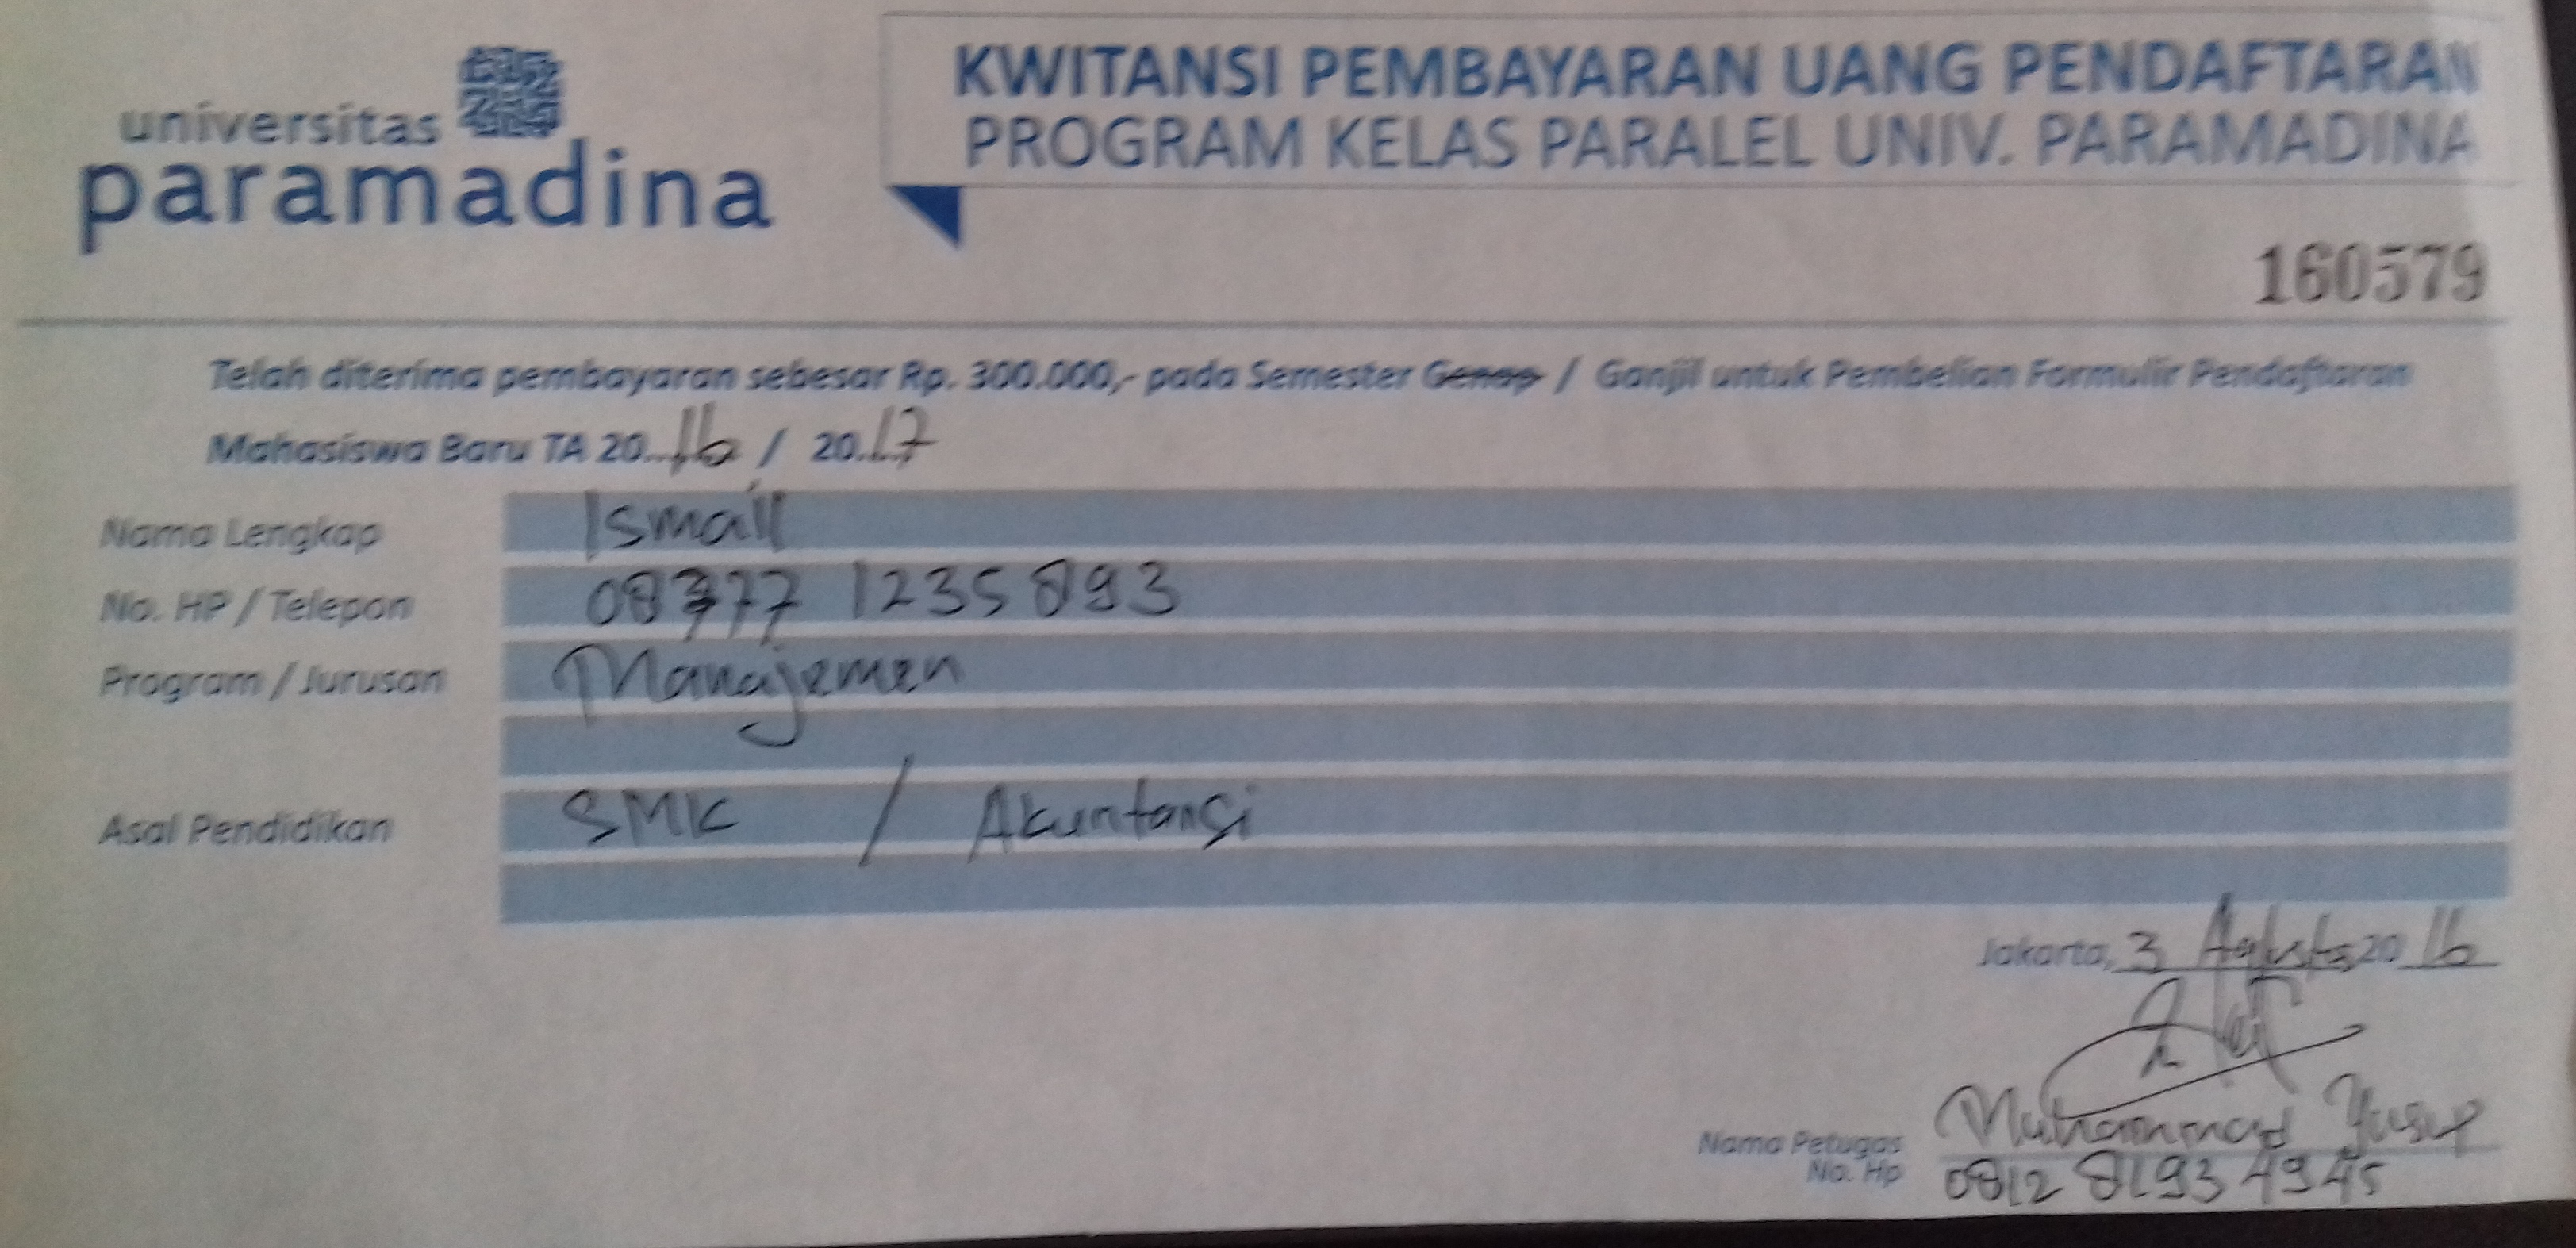 universitas
paramadina
KWITANSI PEMBAYARAN UANG PENDAFTARAN
PROGRAM KELAS PARALEL UNIV. PARAMADINA
160579
Telah diterima pembayaran sebesar Rp. 300.000,- pada Semester Genap / Ganjil untuk Pembelian Formulir Pendaftaran
Mahasiswa Baru TA 20..16 / 20.17
Nama Lengkap Ismail
No. HP / Telepon 08377 1235893
Program / Jurusan Manajemen
Asal Pendidikan SMK / Akuntansi
Jakarta, 3 Agustus 20 16
Nama Petugas Muhammad Yusup
No. Hp 0812 8193 4945